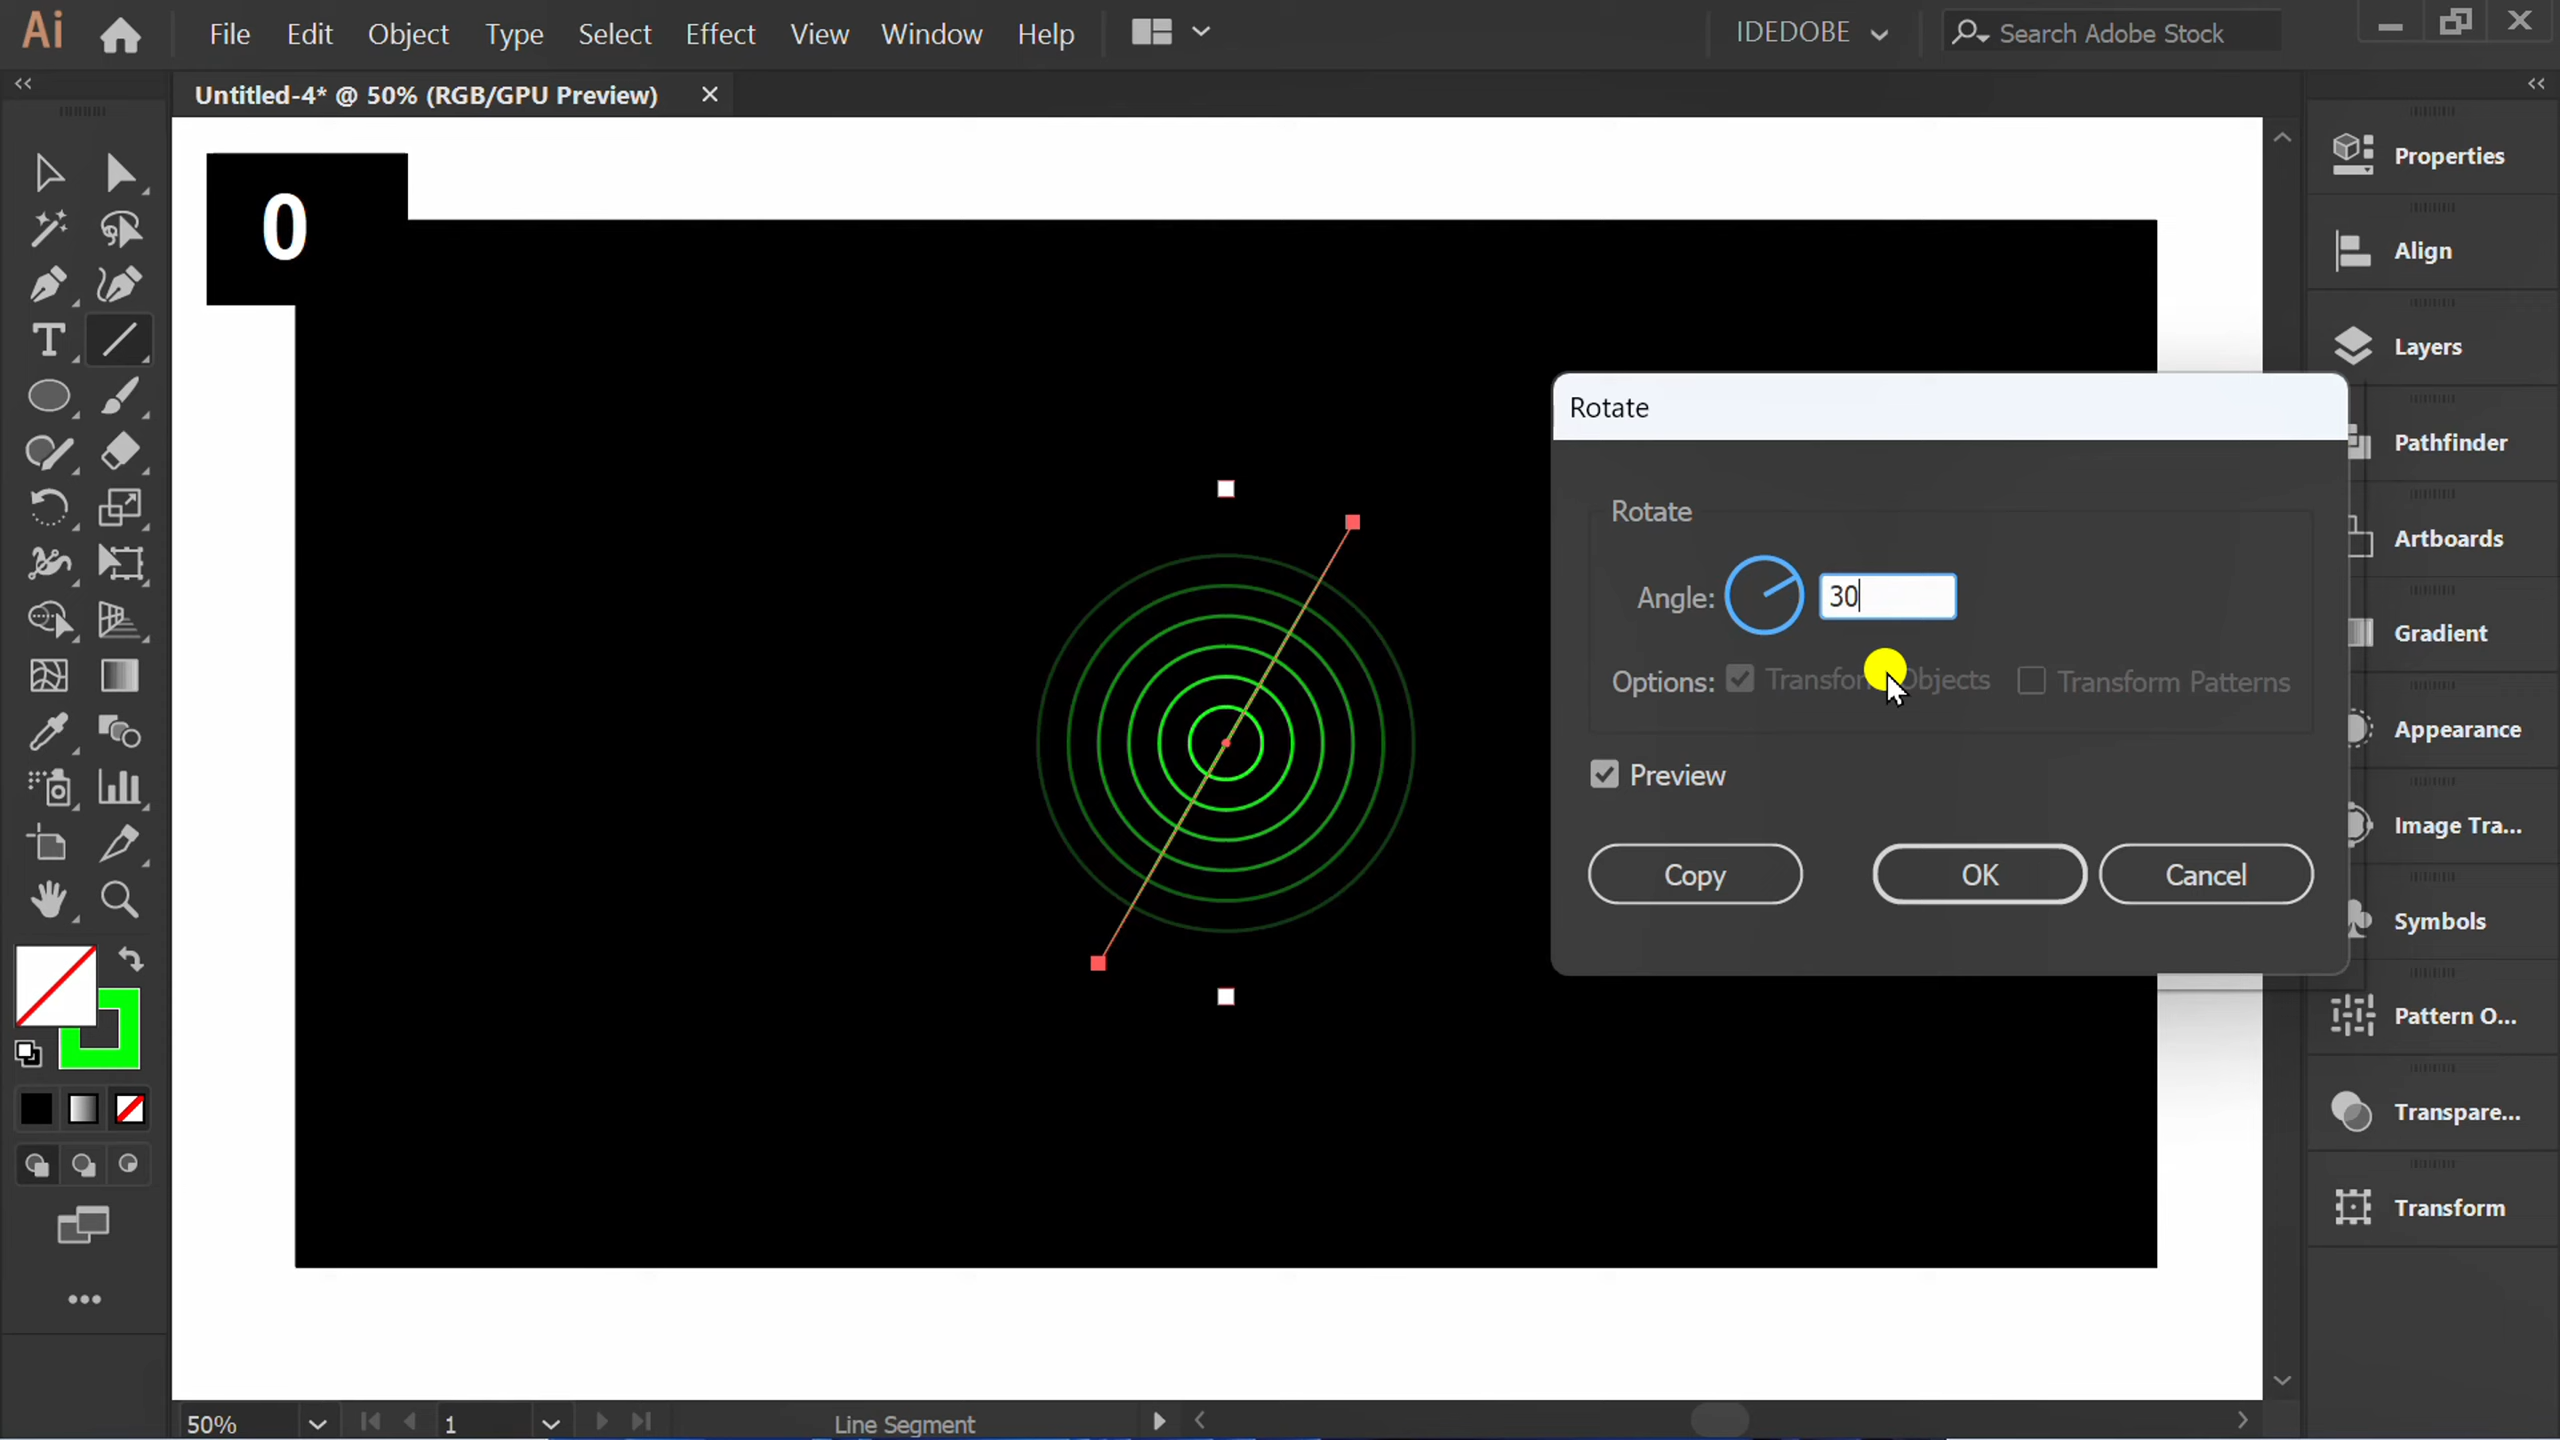 Ai File Edit Object Type Select Effect View Window Help IDEDOBE Search Adobe Stock
Untitled-4* @ 50% (RGB/GPU Preview)
0
Properties
Align
Layers
Rotate
Pathfinder
Rotate
Artboards
Angle: 30
Gradient
Options: Transform Objects Transform Patterns
Appearance
Preview
Image Tra...
Copy OK Cancel
Symbols
Pattern O...
Transpare...
Transform
50% 1 Line Segment